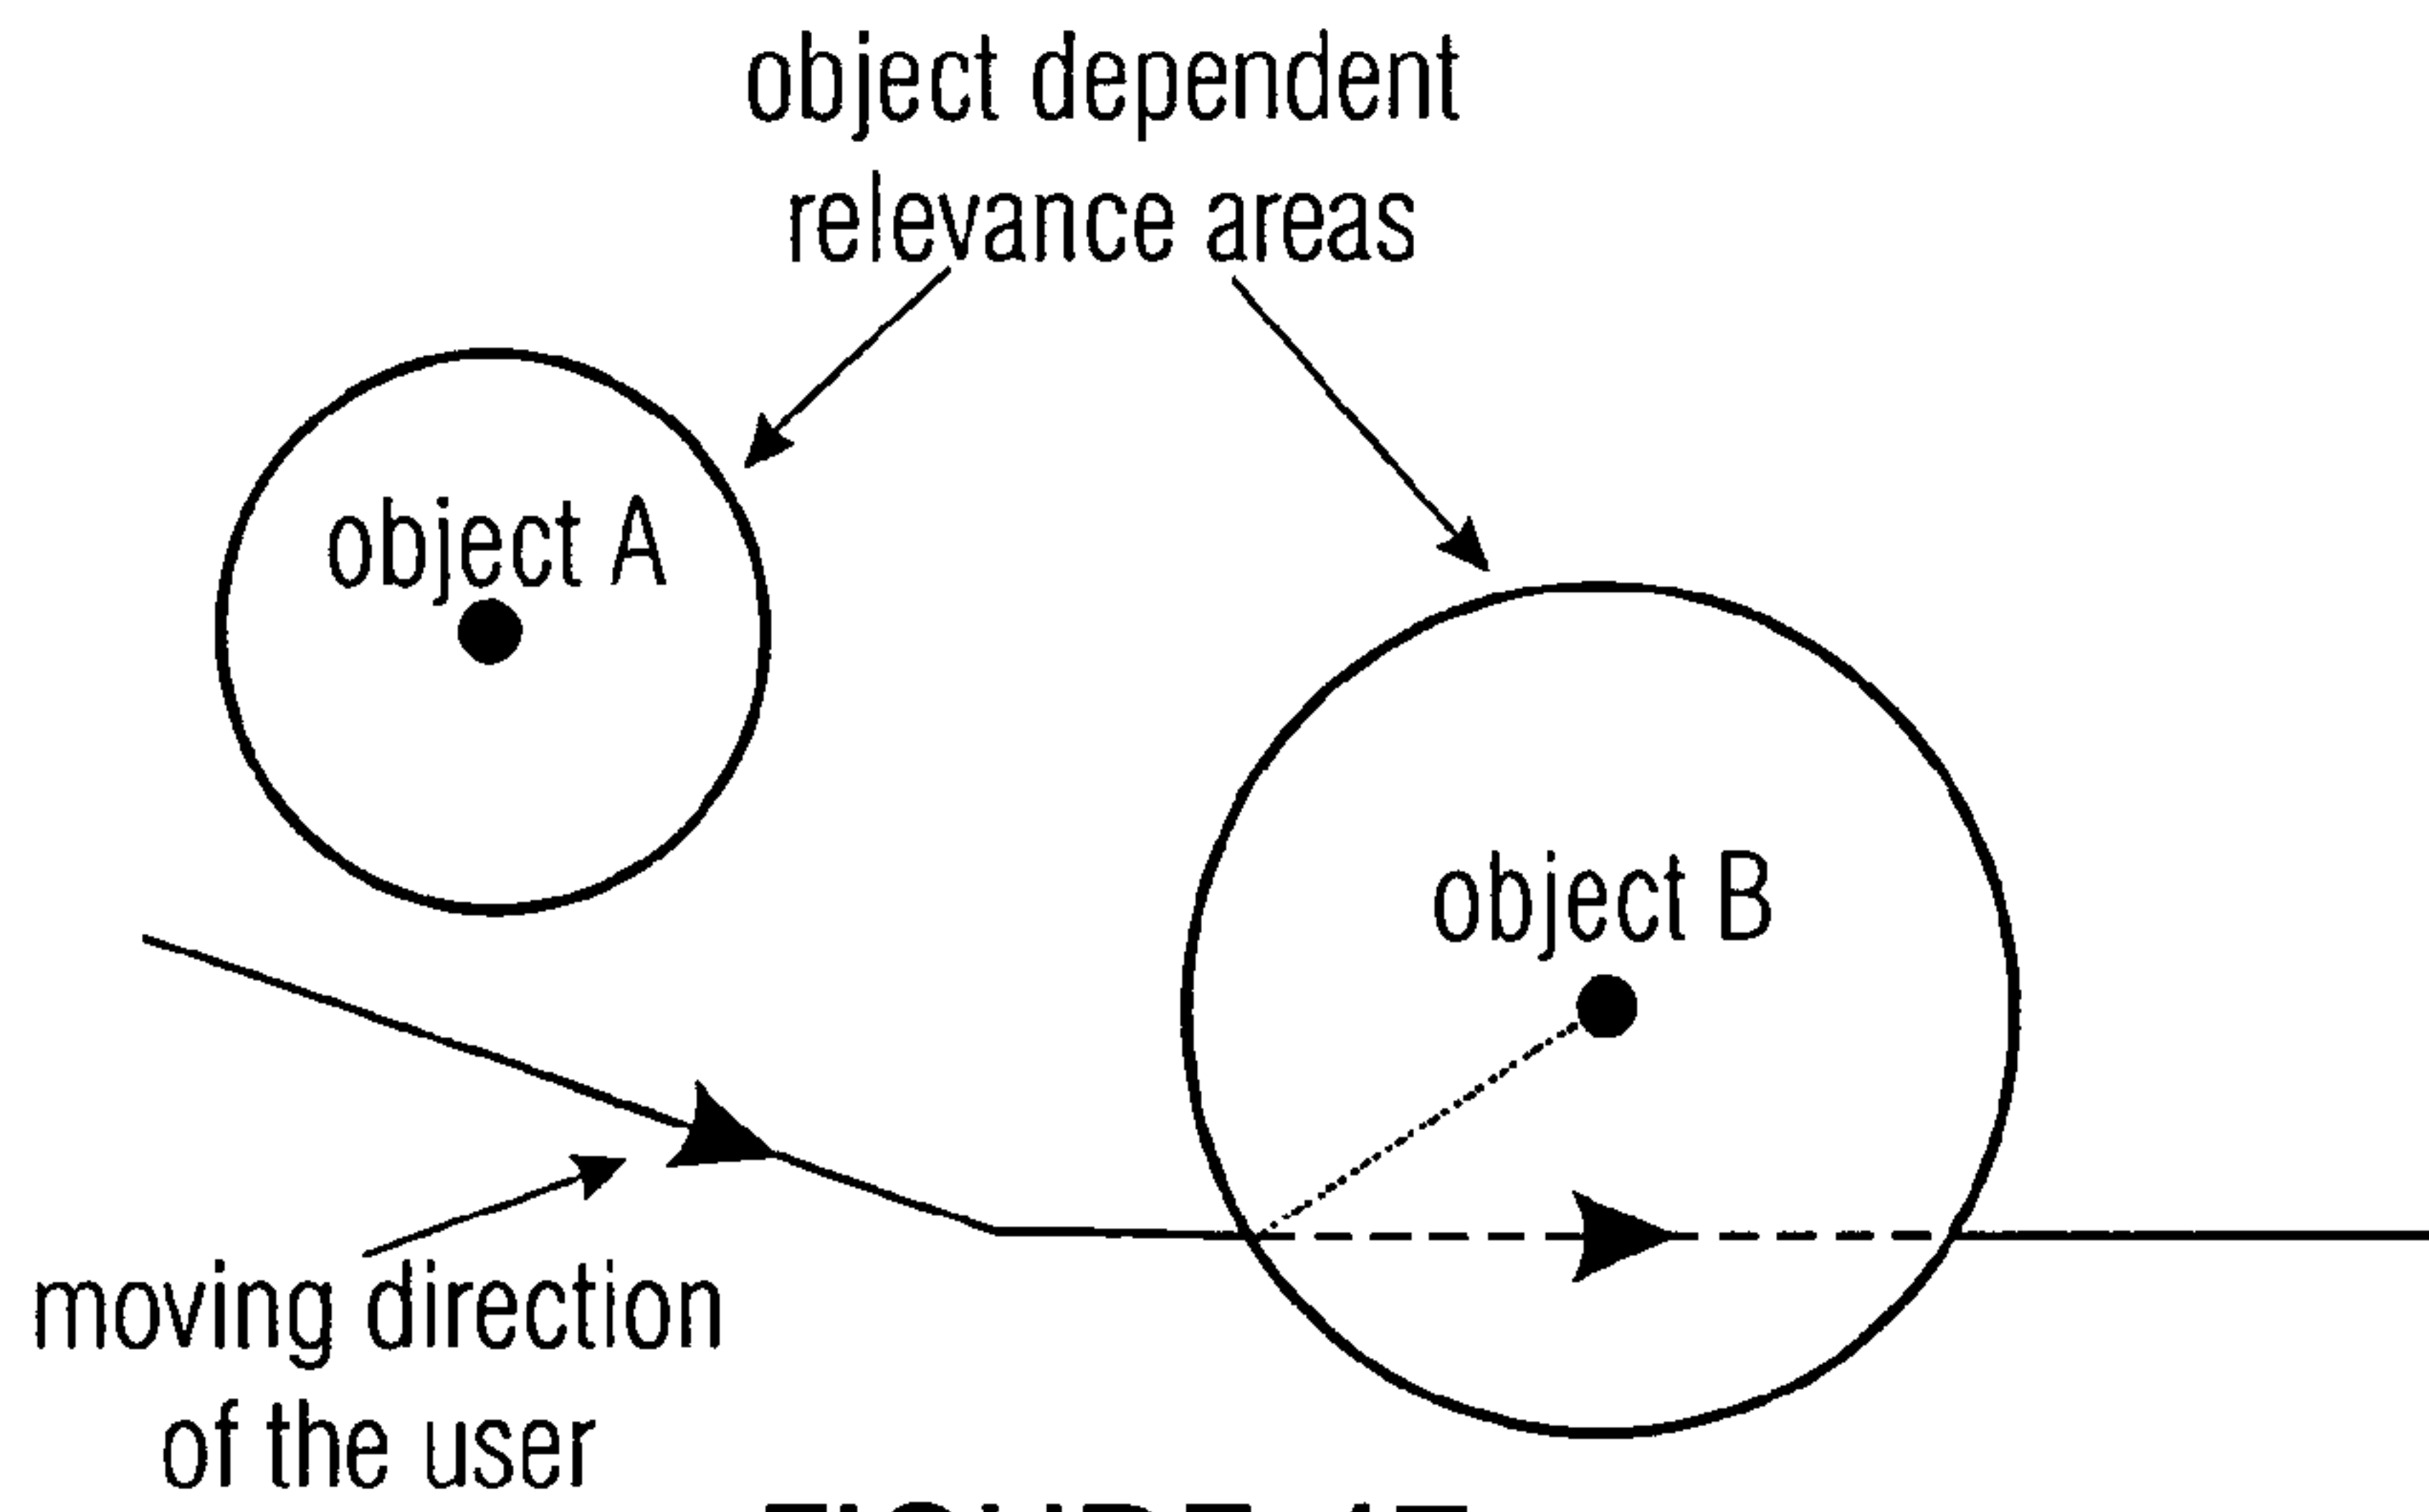 object dependent
relevance areas
object A
object B
moving direction
of the user